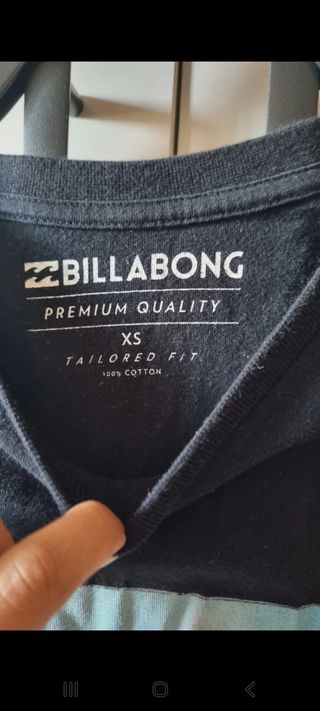 BILLABONG
PREMIUM QUALITY
XS
TAILORED FIT
100% COTTON